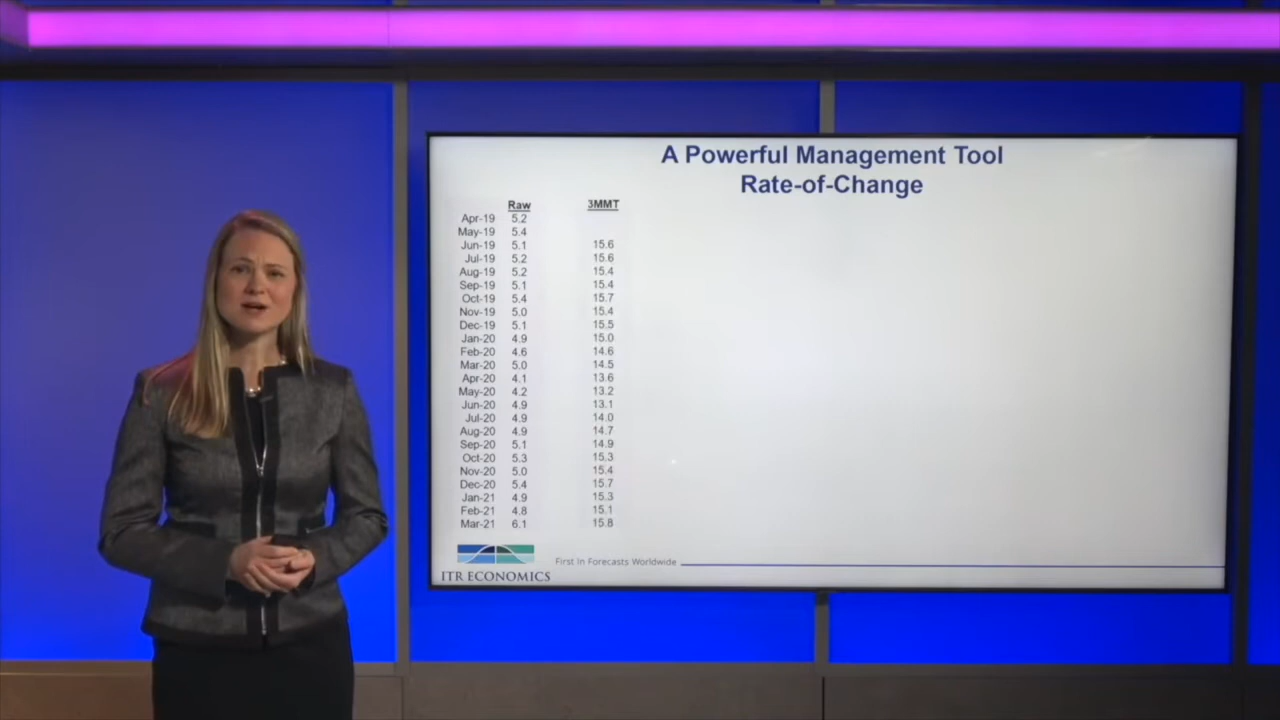 A Powerful Management Tool
Rate-of-Change
Raw 3MMT
Apr-19 5.2
May-19 5.4
Jun-19 5.1 15.6
Jul-19 5.2 15.6
Aug-19 5.2 15.4
Sep-19 5.1 15.4
Oct-19 5.4 15.7
Nov-19 5.0 15.4
Dec-19 5.1 15.5
Jan-20 4.9 15.0
Feb-20 4.6 14.6
Mar-20 5.0 14.5
Apr-20 4.1 13.6
May-20 4.2 13.2
Jun-20 4.9 13.1
Jul-20 4.9 14.0
Aug-20 4.9 14.7
Sep-20 5.1 14.9
Oct-20 5.3 15.3
Nov-20 5.0 15.4
Dec-20 5.4 15.7
Jan-21 4.9 15.3
Feb-21 4.8 15.1
Mar-21 6.1 15.8
First In Forecasts Worldwide
ITR ECONOMICS